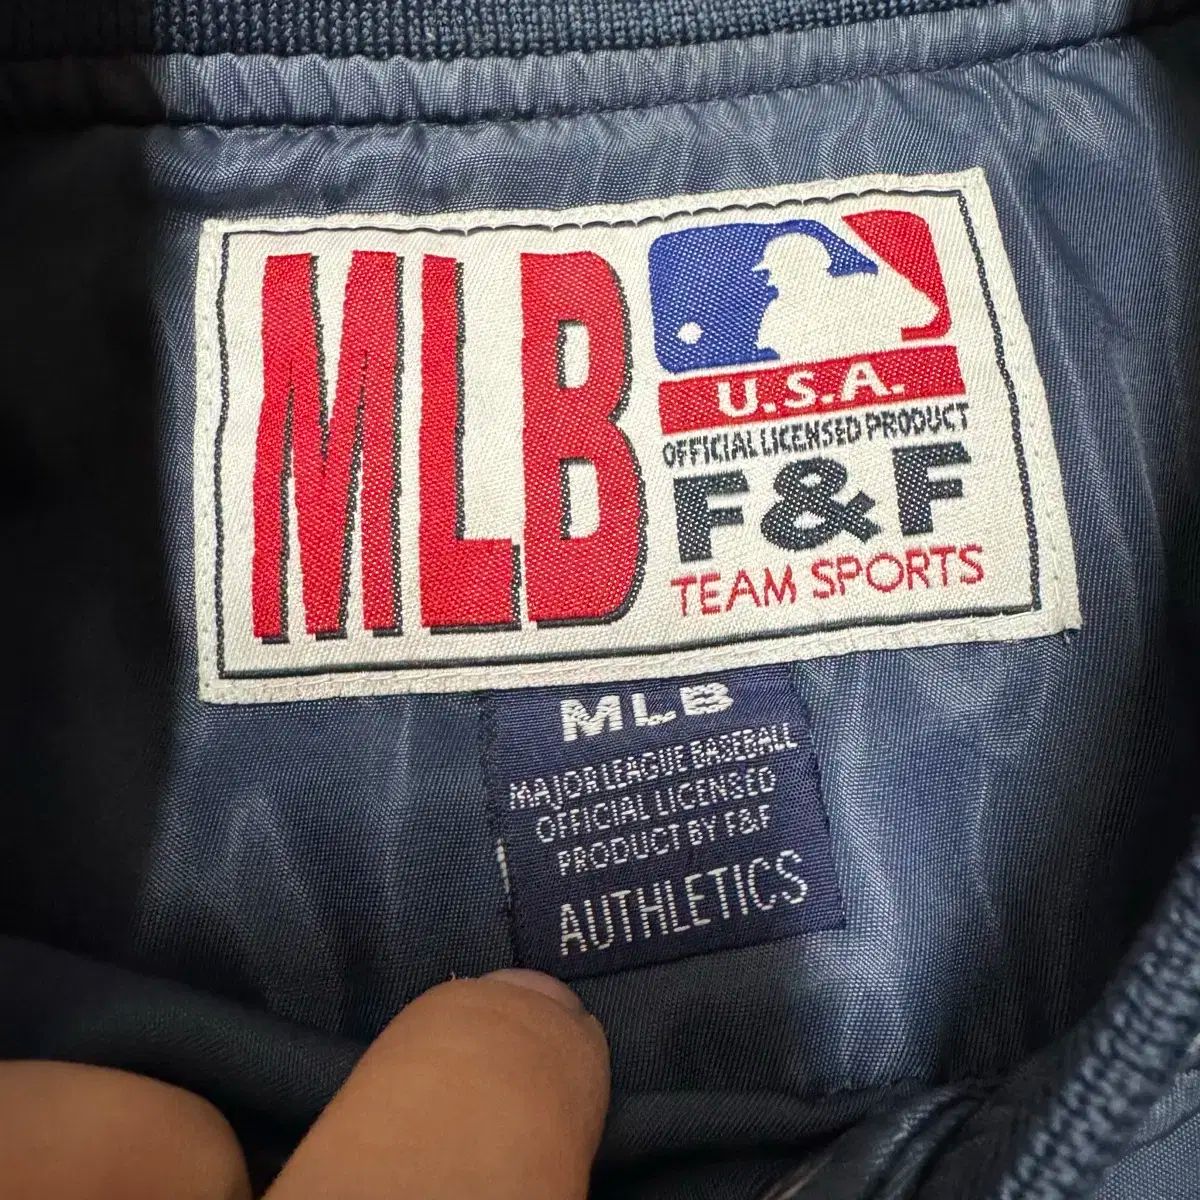 MLB
U.S.A.
OFFICIAL LICENSED PRODUCT
F&F
TEAM SPORTS
MLB
MAJOR LEAGUE BASEBALL
OFFICIAL LICENSED
PRODUCT BY F&F
AUTHLETICS